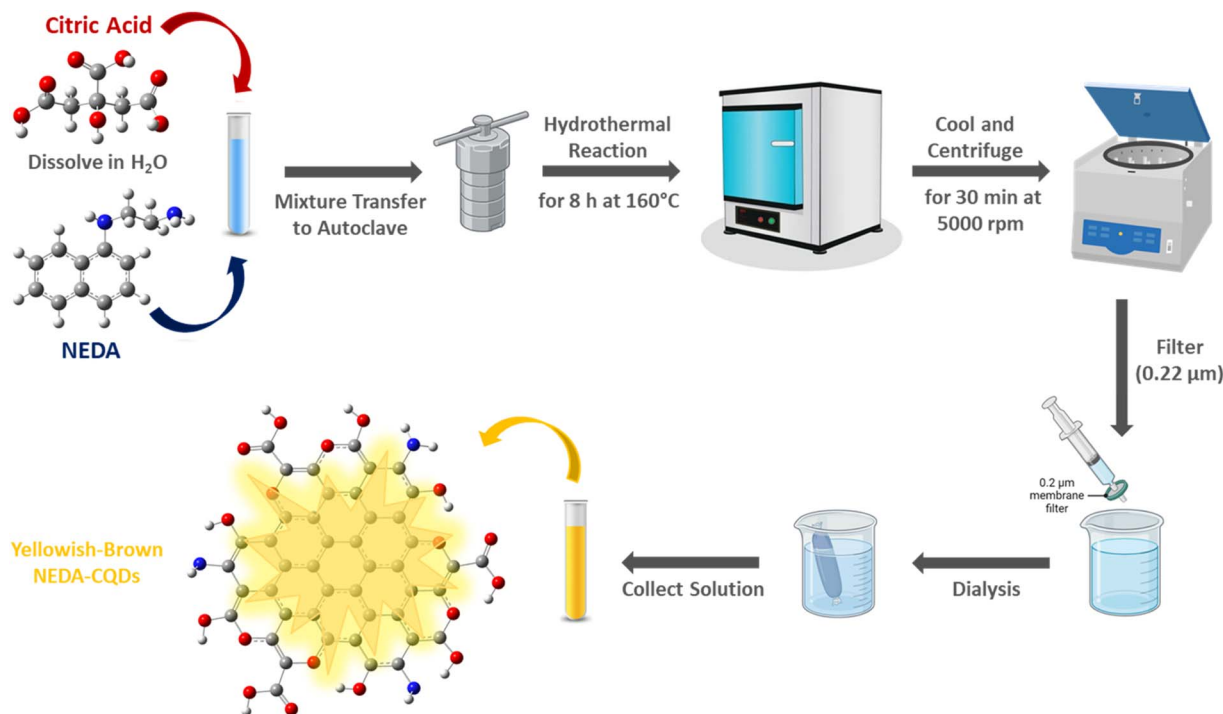 Citric Acid
Dissolve in H₂O
NEDA
Mixture Transfer
to Autoclave
Hydrothermal
Reaction
for 8 h at 160°C
Cool and
Centrifuge
for 30 min at
5000 rpm
Filter
(0.22 µm)
0.2 µm
membrane
filter
Dialysis
Collect Solution
Yellowish-Brown
NEDA-CQDs